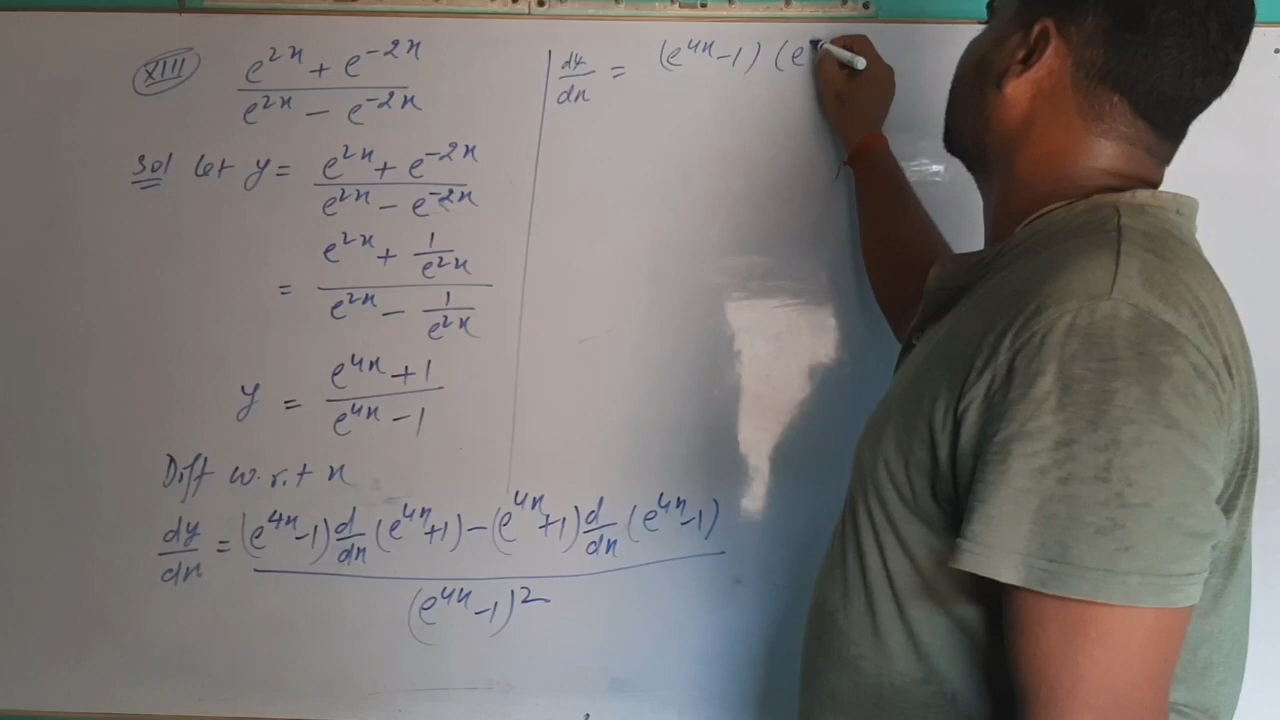 XIII e^{2x} + e^{-2x} / e^{2x} - e^{-2x}
Sol let y = e^{2x} + e^{-2x} / e^{2x} - e^{-2x}
= e^{2x} + 1/e^{2x} / e^{2x} - 1/e^{2x}
y = e^{4x} + 1 / e^{4x} - 1
Diff w.r.t x
dy/dx = (e^{4x} - 1) d/dx (e^{4x} + 1) - (e^{4x} + 1) d/dx (e^{4x} - 1) / (e^{4x} - 1)^2
dy/dx = (e^{4x} - 1) (e